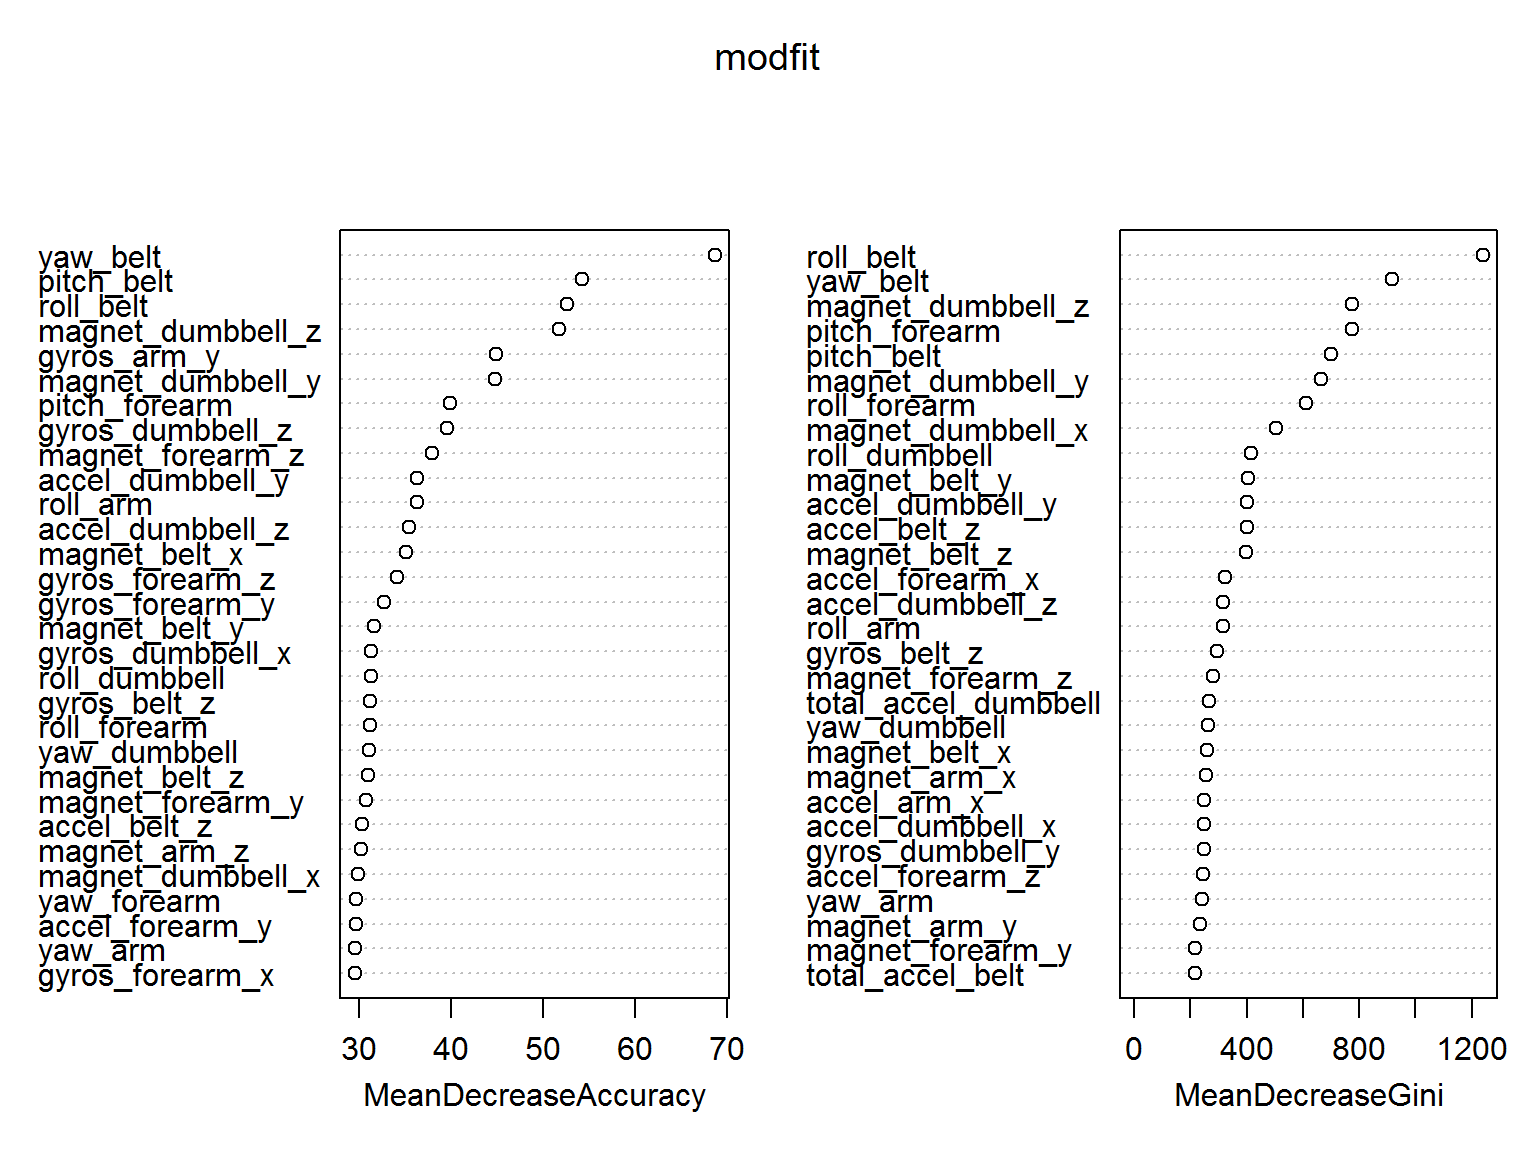 modfit
yaw_belt
pitch_belt
roll_belt
magnet_dumbbell_z
gyros_arm_y
magnet_dumbbell_y
pitch_forearm
gyros_dumbbell_z
magnet_forearm_z
accel_dumbbell_y
roll_arm
accel_dumbbell_z
magnet_belt_x
gyros_forearm_z
gyros_forearm_y
magnet_belt_y
gyros_dumbbell_x
roll_dumbbell
gyros_belt_z
roll_forearm
yaw_dumbbell
magnet_belt_z
magnet_forearm_y
accel_belt_z
magnet_arm_z
magnet_dumbbell_x
yaw_forearm
accel_forearm_y
yaw_arm
gyros_forearm_x
30 40 50 60 70
MeanDecreaseAccuracy
roll_belt
yaw_belt
magnet_dumbbell_z
pitch_forearm
pitch_belt
magnet_dumbbell_y
roll_forearm
magnet_dumbbell_x
roll_dumbbell
magnet_belt_y
accel_dumbbell_y
accel_belt_z
magnet_belt_z
accel_forearm_x
accel_dumbbell_z
roll_arm
gyros_belt_z
magnet_forearm_z
total_accel_dumbbell
yaw_dumbbell
magnet_belt_x
magnet_arm_x
accel_arm_x
accel_dumbbell_x
gyros_dumbbell_y
accel_forearm_z
yaw_arm
magnet_arm_y
magnet_forearm_y
total_accel_belt
0 400 800 1200
MeanDecreaseGini